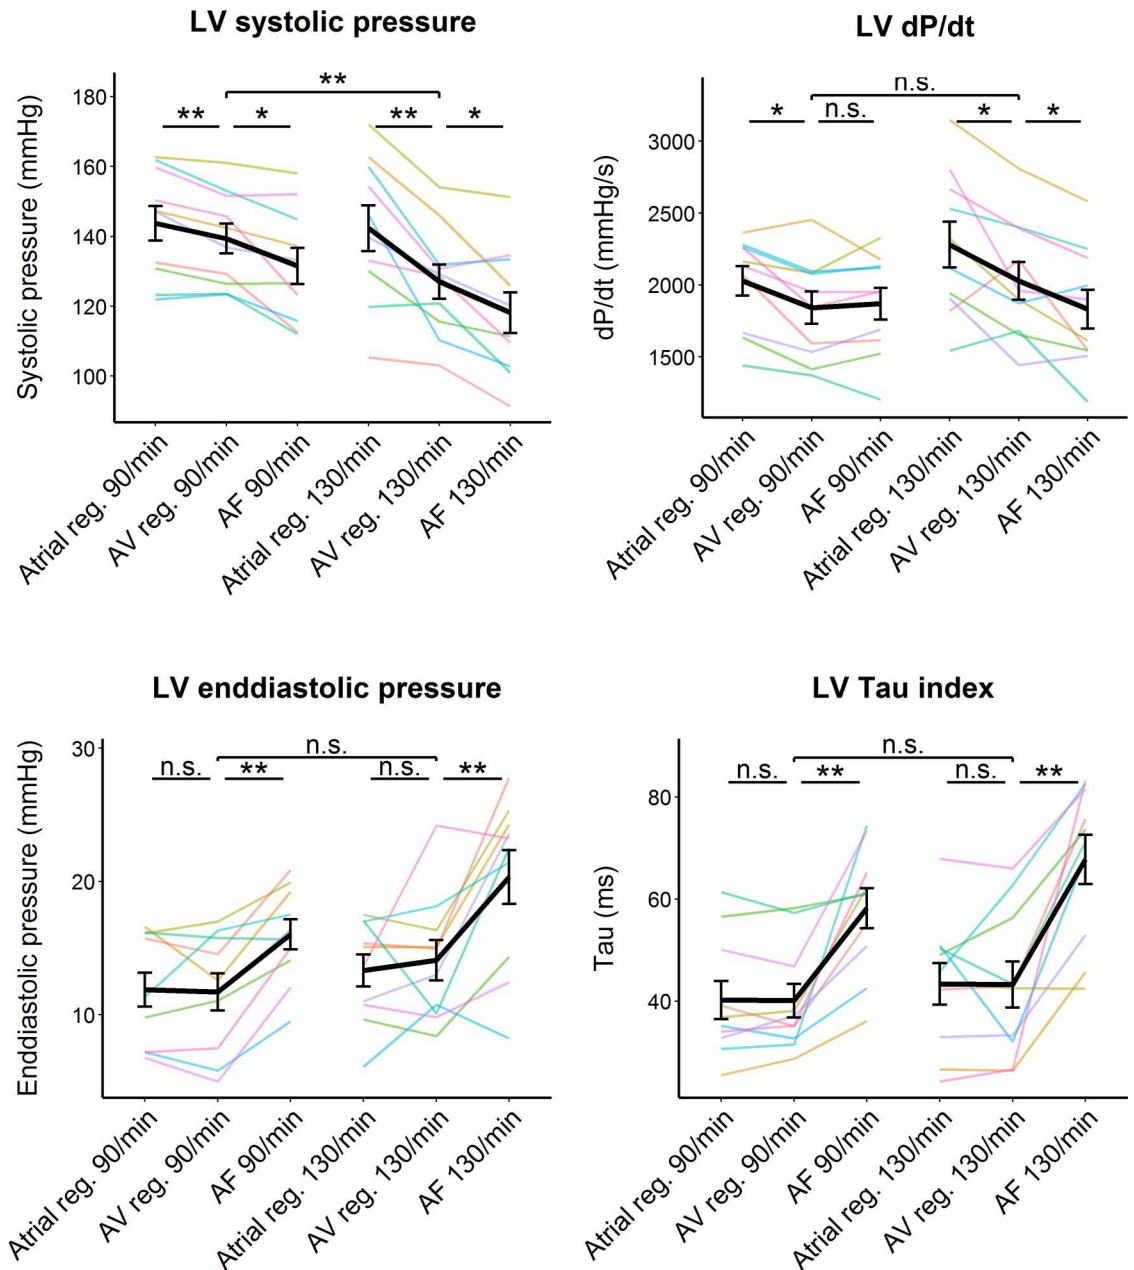 LV systolic pressure
**
** * ** *
180
160
140
120
100
Systolic pressure (mmHg)
Atrial reg. 90/min
AV reg. 90/min
AF 90/min
Atrial reg. 130/min
AV reg. 130/min
AF 130/min
LV dP/dt
n.s.
* n.s. * *
3000
2500
2000
1500
dP/dt (mmHg/s)
Atrial reg. 90/min
AV reg. 90/min
AF 90/min
Atrial reg. 130/min
AV reg. 130/min
AF 130/min
LV enddiastolic pressure
n.s.
n.s. ** n.s. **
30
20
10
Enddiastolic pressure (mmHg)
Atrial reg. 90/min
AV reg. 90/min
AF 90/min
Atrial reg. 130/min
AV reg. 130/min
AF 130/min
LV Tau index
n.s.
n.s. ** n.s. **
80
60
40
Tau (ms)
Atrial reg. 90/min
AV reg. 90/min
AF 90/min
Atrial reg. 130/min
AV reg. 130/min
AF 130/min